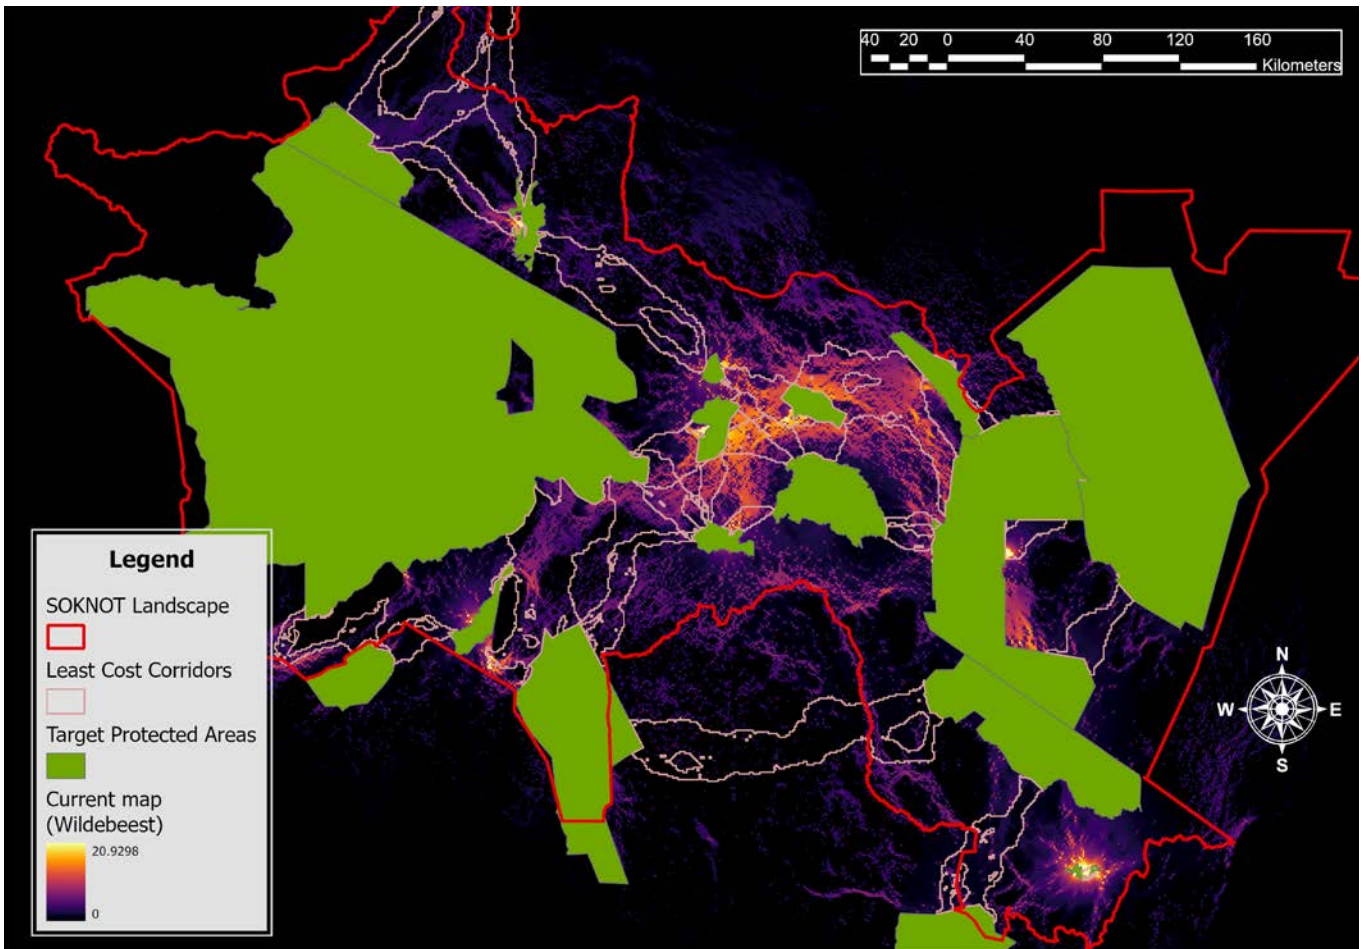 40 20 0 40 80 120 160
Kilometers
Legend
SOKNOT Landscape
Least Cost Corridors
Target Protected Areas
Current map
(Wildebeest)
20.9298
0
N
W E
S